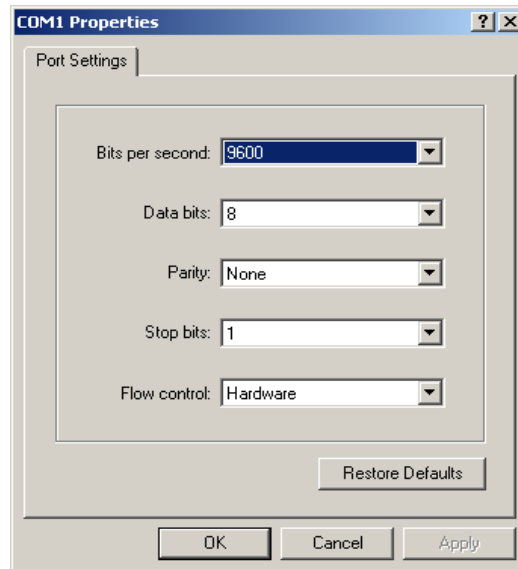 COM1 Properties
Port Settings
Bits per second: 9600
Data bits: 8
Parity: None
Stop bits: 1
Flow control: Hardware
Restore Defaults
OK Cancel Apply